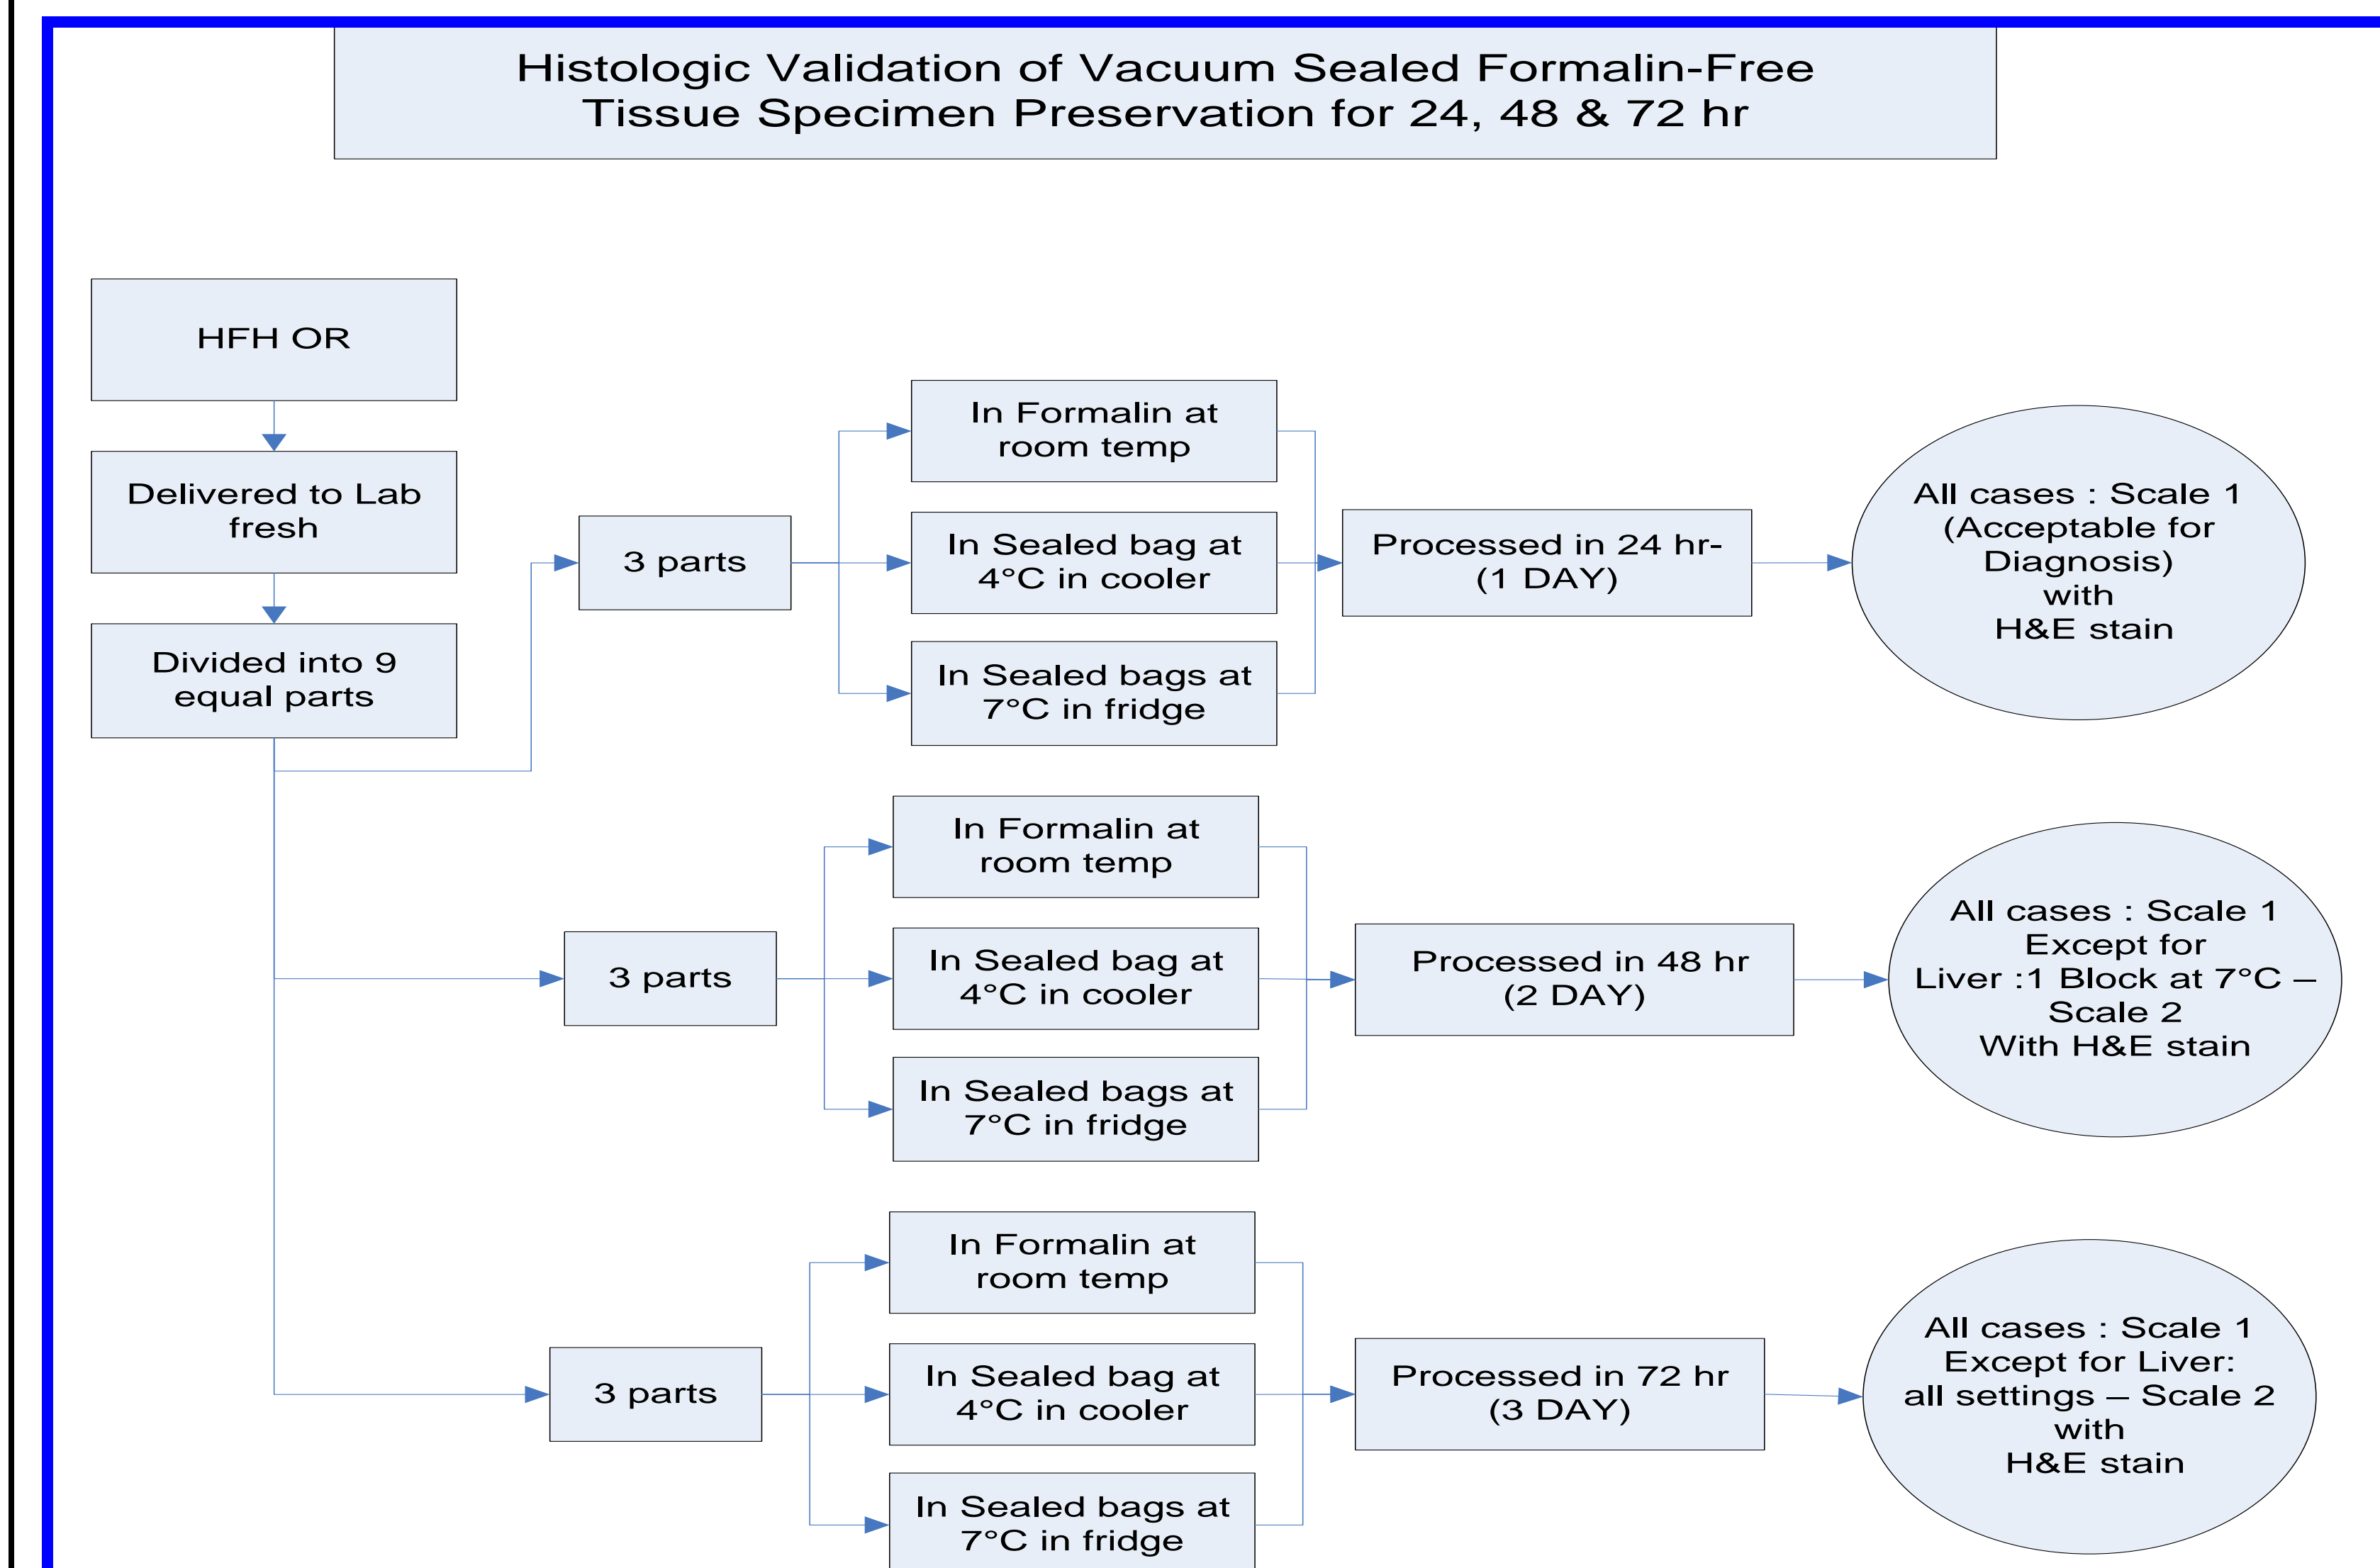 Histologic Validation of Vacuum Sealed Formalin-Free
Tissue Specimen Preservation for 24, 48 & 72 hr
HFH OR
Delivered to Lab
fresh
Divided into 9
equal parts
3 parts
In Formalin at
room temp
In Sealed bag at
4°C in cooler
In Sealed bags at
7°C in fridge
Processed in 24 hr-
(1 DAY)
All cases : Scale 1
(Acceptable for
Diagnosis)
with
H&E stain
3 parts
In Formalin at
room temp
In Sealed bag at
4°C in cooler
In Sealed bags at
7°C in fridge
Processed in 48 hr
(2 DAY)
All cases : Scale 1
Except for
Liver :1 Block at 7°C –
Scale 2
With H&E stain
3 parts
In Formalin at
room temp
In Sealed bag at
4°C in cooler
In Sealed bags at
7°C in fridge
Processed in 72 hr
(3 DAY)
All cases : Scale 1
Except for Liver:
all settings – Scale 2
with
H&E stain